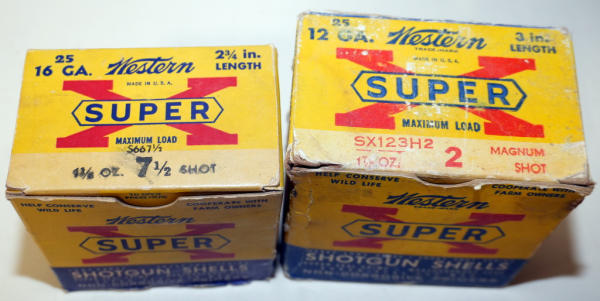 25
16 GA. Western 2¾ in. LENGTH
MADE IN U.S.A.
SUPER X
MAXIMUM LOAD
S667½
1⅛ OZ. 7½ SHOT
HELP CONSERVE WILD LIFE
COOPERATE WITH FARM OWNERS
Western
SUPER X
SHOTGUN SHELLS
25
12 GA. Western 3 in. LENGTH
TRADE-MARK
MADE IN U.S.A.
SUPER X
MAXIMUM LOAD
SX123H2
OZ. 2 MAGNUM SHOT
HELP CONSERVE WILD LIFE
COOPERATE WITH FARM OWNERS
Western
SUPER X
SHOTGUN SHELLS